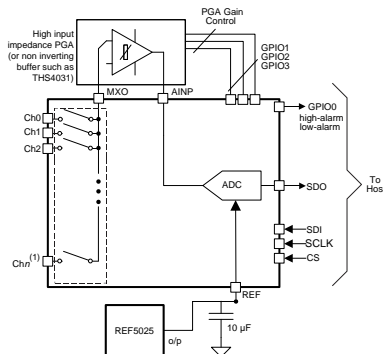 High input
impedance PGA
(or non inverting
buffer such as
THS4031)
PGA Gain
Control
GPIO1
GPIO2
GPIO3
MXO
AINP
Ch0
Ch1
Ch2
Chn(1)
GPIO0
high-alarm
low-alarm
ADC
SDO
To
Hos
SDI
SCLK
CS
REF
REF5025
o/p
10 µF